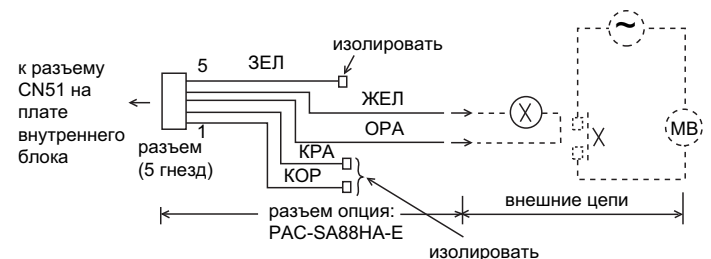 к разъему
CN51 на
плате
внутреннего
блока
5
ЗЕЛ
изолировать
ЖЕЛ
ОРА
КРА
КОР
1
разъем
(5 гнезд)
X
X
~
МВ
разъем опция:
PAC-SA88HA-E
внешние цепи
изолировать